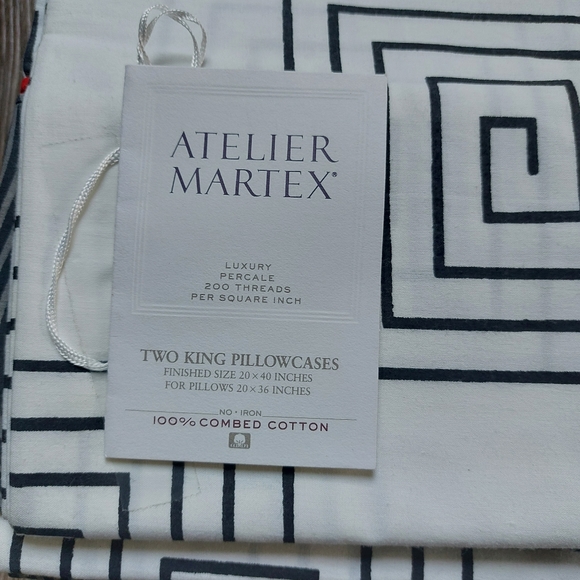 ATELIER
MARTEX®
LUXURY
PERCALE
200 THREADS
PER SQUARE INCH
TWO KING PILLOWCASES
FINISHED SIZE 20 × 40 INCHES
FOR PILLOWS 20 × 36 INCHES
NO • IRON
100% COMBED COTTON